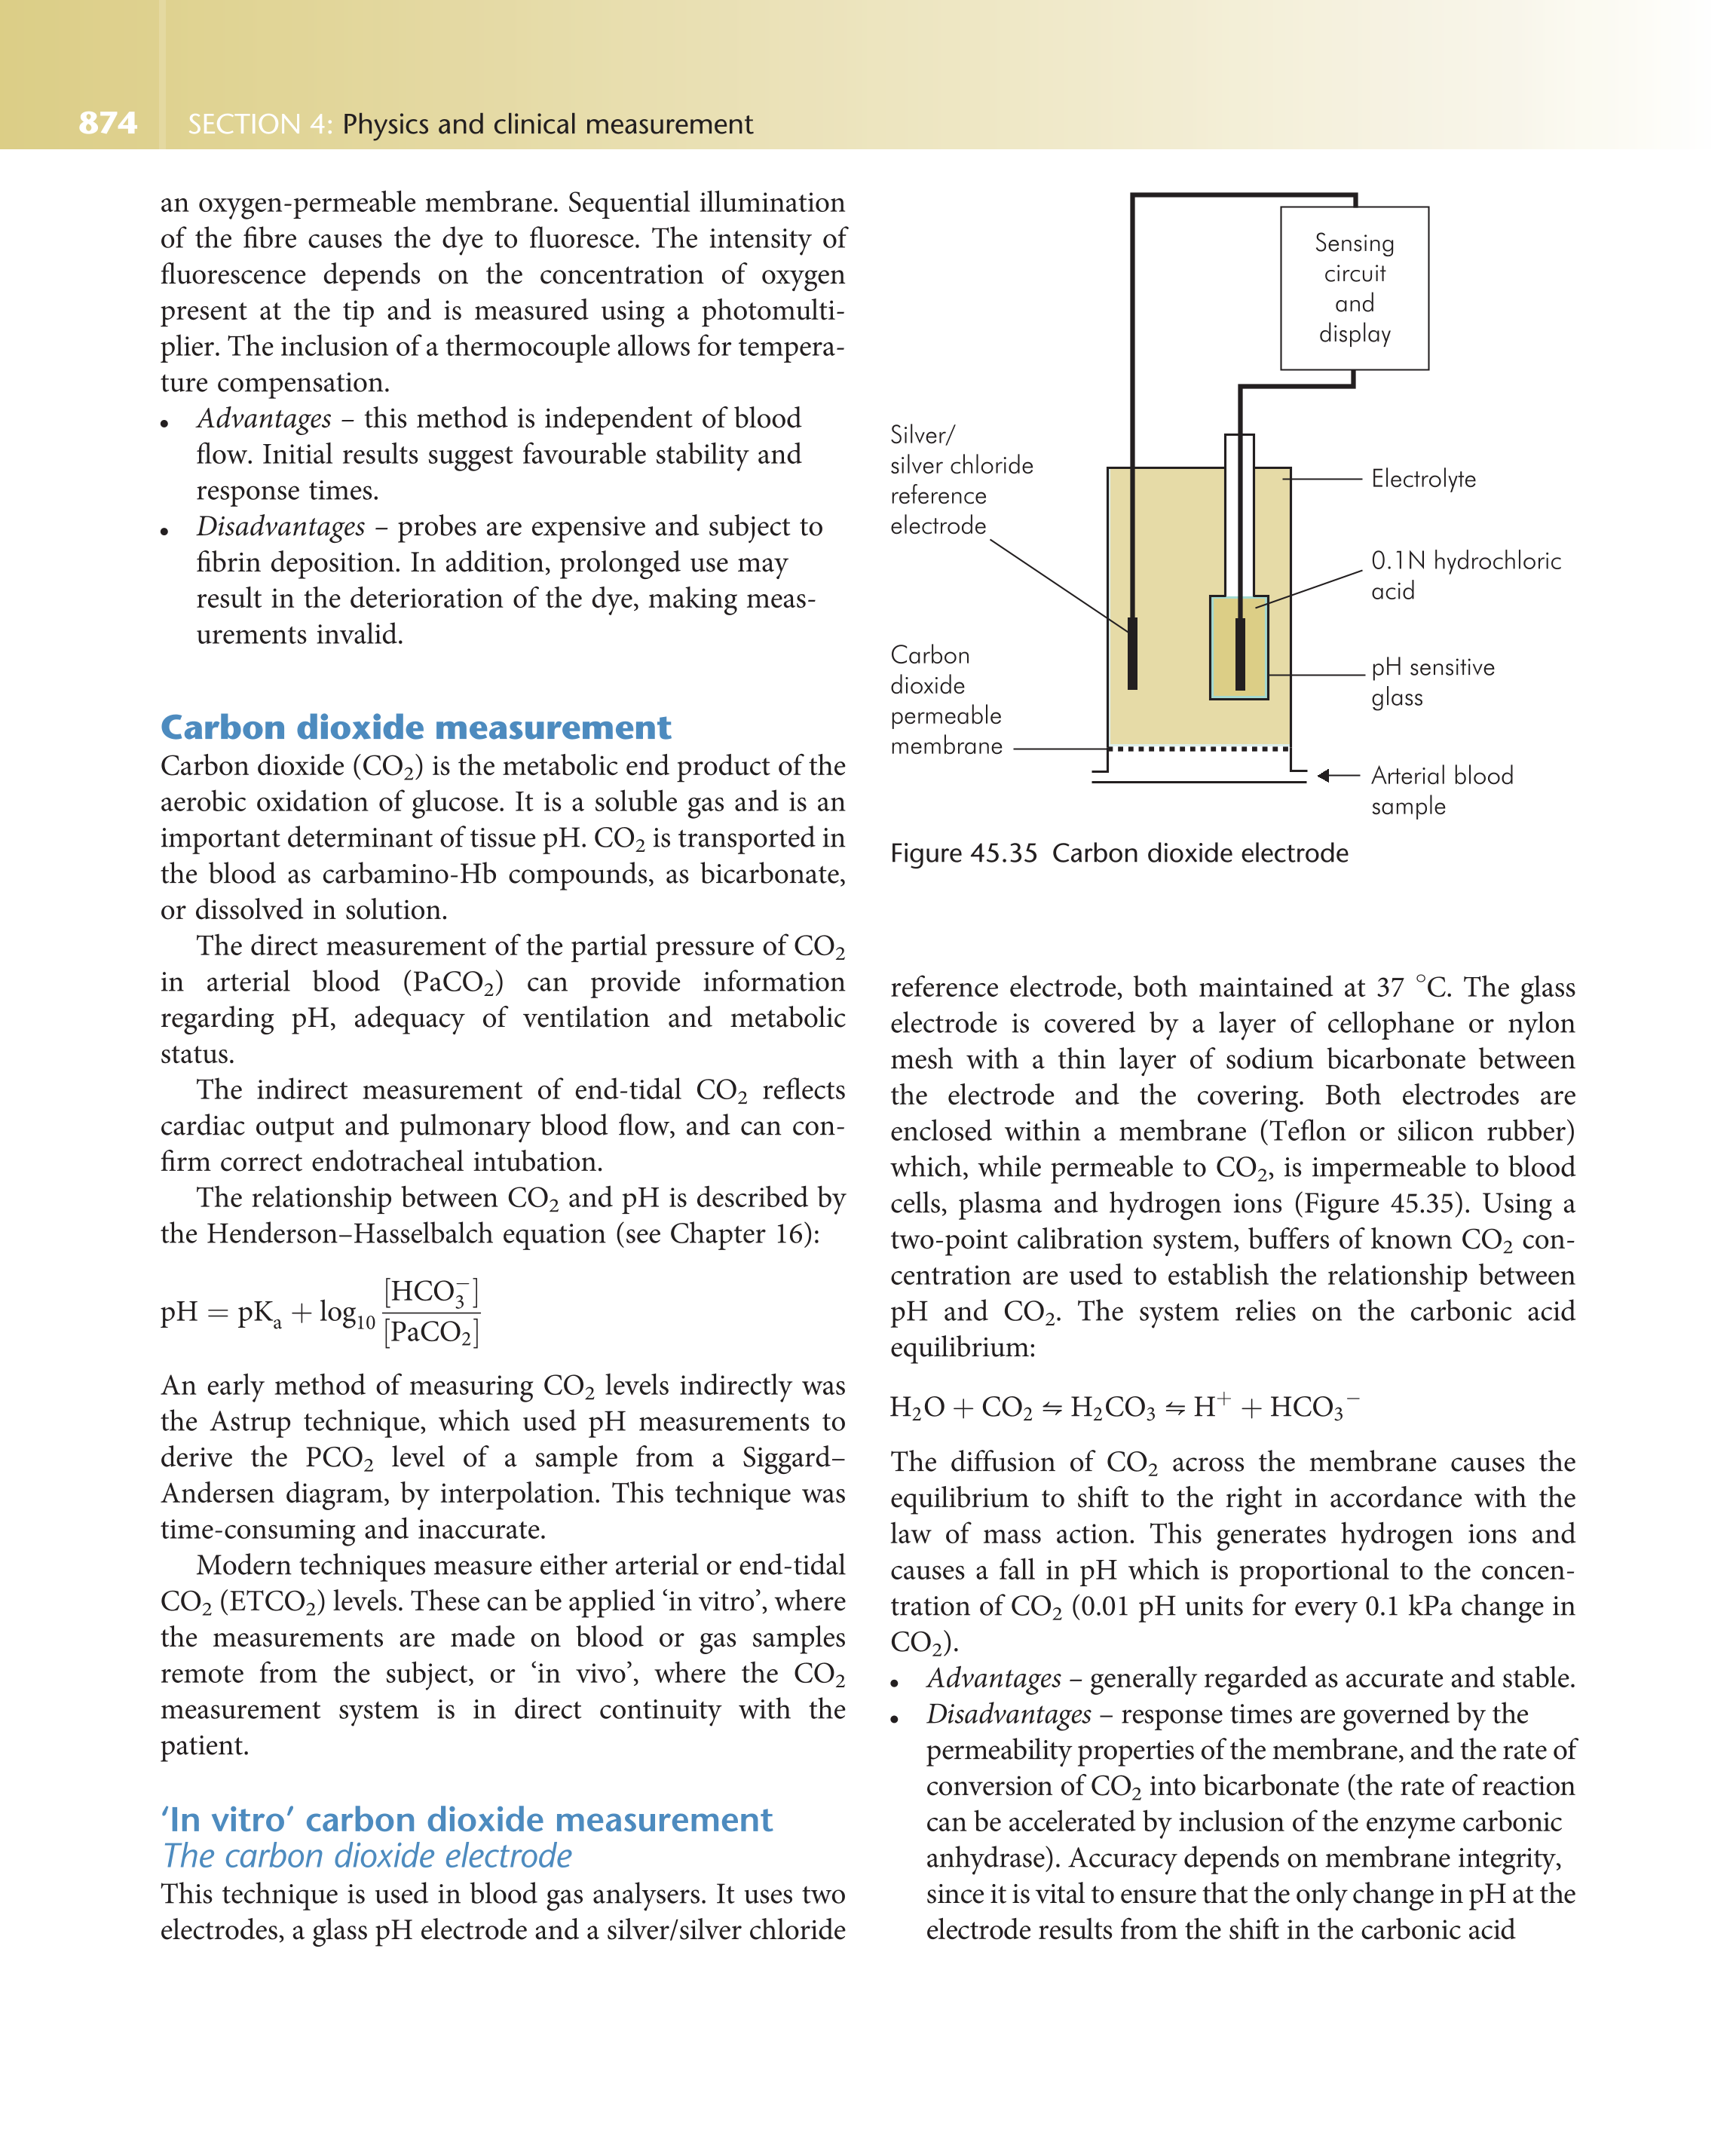 874 SECTION 4: Physics and clinical measurement
an oxygen-permeable membrane. Sequential illumination
of the fibre causes the dye to fluoresce. The intensity of
fluorescence depends on the concentration of oxygen
present at the tip and is measured using a photomulti-
plier. The inclusion of a thermocouple allows for tempera-
ture compensation.
• Advantages – this method is independent of blood
flow. Initial results suggest favourable stability and
response times.
• Disadvantages – probes are expensive and subject to
fibrin deposition. In addition, prolonged use may
result in the deterioration of the dye, making meas-
urements invalid.
Carbon dioxide measurement
Carbon dioxide (CO₂) is the metabolic end product of the
aerobic oxidation of glucose. It is a soluble gas and is an
important determinant of tissue pH. CO₂ is transported in
the blood as carbamino-Hb compounds, as bicarbonate,
or dissolved in solution.
The direct measurement of the partial pressure of CO₂
in arterial blood (PaCO₂) can provide information
regarding pH, adequacy of ventilation and metabolic
status.
The indirect measurement of end-tidal CO₂ reflects
cardiac output and pulmonary blood flow, and can con-
firm correct endotracheal intubation.
The relationship between CO₂ and pH is described by
the Henderson–Hasselbalch equation (see Chapter 16):
pH = pKₐ + log₁₀ [HCO₃⁻] / [PaCO₂]
An early method of measuring CO₂ levels indirectly was
the Astrup technique, which used pH measurements to
derive the PCO₂ level of a sample from a Siggard–
Andersen diagram, by interpolation. This technique was
time-consuming and inaccurate.
Modern techniques measure either arterial or end-tidal
CO₂ (ETCO₂) levels. These can be applied ‘in vitro’, where
the measurements are made on blood or gas samples
remote from the subject, or ‘in vivo’, where the CO₂
measurement system is in direct continuity with the
patient.
‘In vitro’ carbon dioxide measurement
The carbon dioxide electrode
This technique is used in blood gas analysers. It uses two
electrodes, a glass pH electrode and a silver/silver chloride
Sensing
circuit
and
display
Silver/
silver chloride
reference
electrode
Carbon
dioxide
permeable
membrane
Electrolyte
0.1N hydrochloric
acid
pH sensitive
glass
Arterial blood
sample
Figure 45.35 Carbon dioxide electrode
reference electrode, both maintained at 37 °C. The glass
electrode is covered by a layer of cellophane or nylon
mesh with a thin layer of sodium bicarbonate between
the electrode and the covering. Both electrodes are
enclosed within a membrane (Teflon or silicon rubber)
which, while permeable to CO₂, is impermeable to blood
cells, plasma and hydrogen ions (Figure 45.35). Using a
two-point calibration system, buffers of known CO₂ con-
centration are used to establish the relationship between
pH and CO₂. The system relies on the carbonic acid
equilibrium:
H₂O + CO₂ ⇋ H₂CO₃ ⇋ H⁺ + HCO₃⁻
The diffusion of CO₂ across the membrane causes the
equilibrium to shift to the right in accordance with the
law of mass action. This generates hydrogen ions and
causes a fall in pH which is proportional to the concen-
tration of CO₂ (0.01 pH units for every 0.1 kPa change in
CO₂).
• Advantages – generally regarded as accurate and stable.
• Disadvantages – response times are governed by the
permeability properties of the membrane, and the rate of
conversion of CO₂ into bicarbonate (the rate of reaction
can be accelerated by inclusion of the enzyme carbonic
anhydrase). Accuracy depends on membrane integrity,
since it is vital to ensure that the only change in pH at the
electrode results from the shift in the carbonic acid